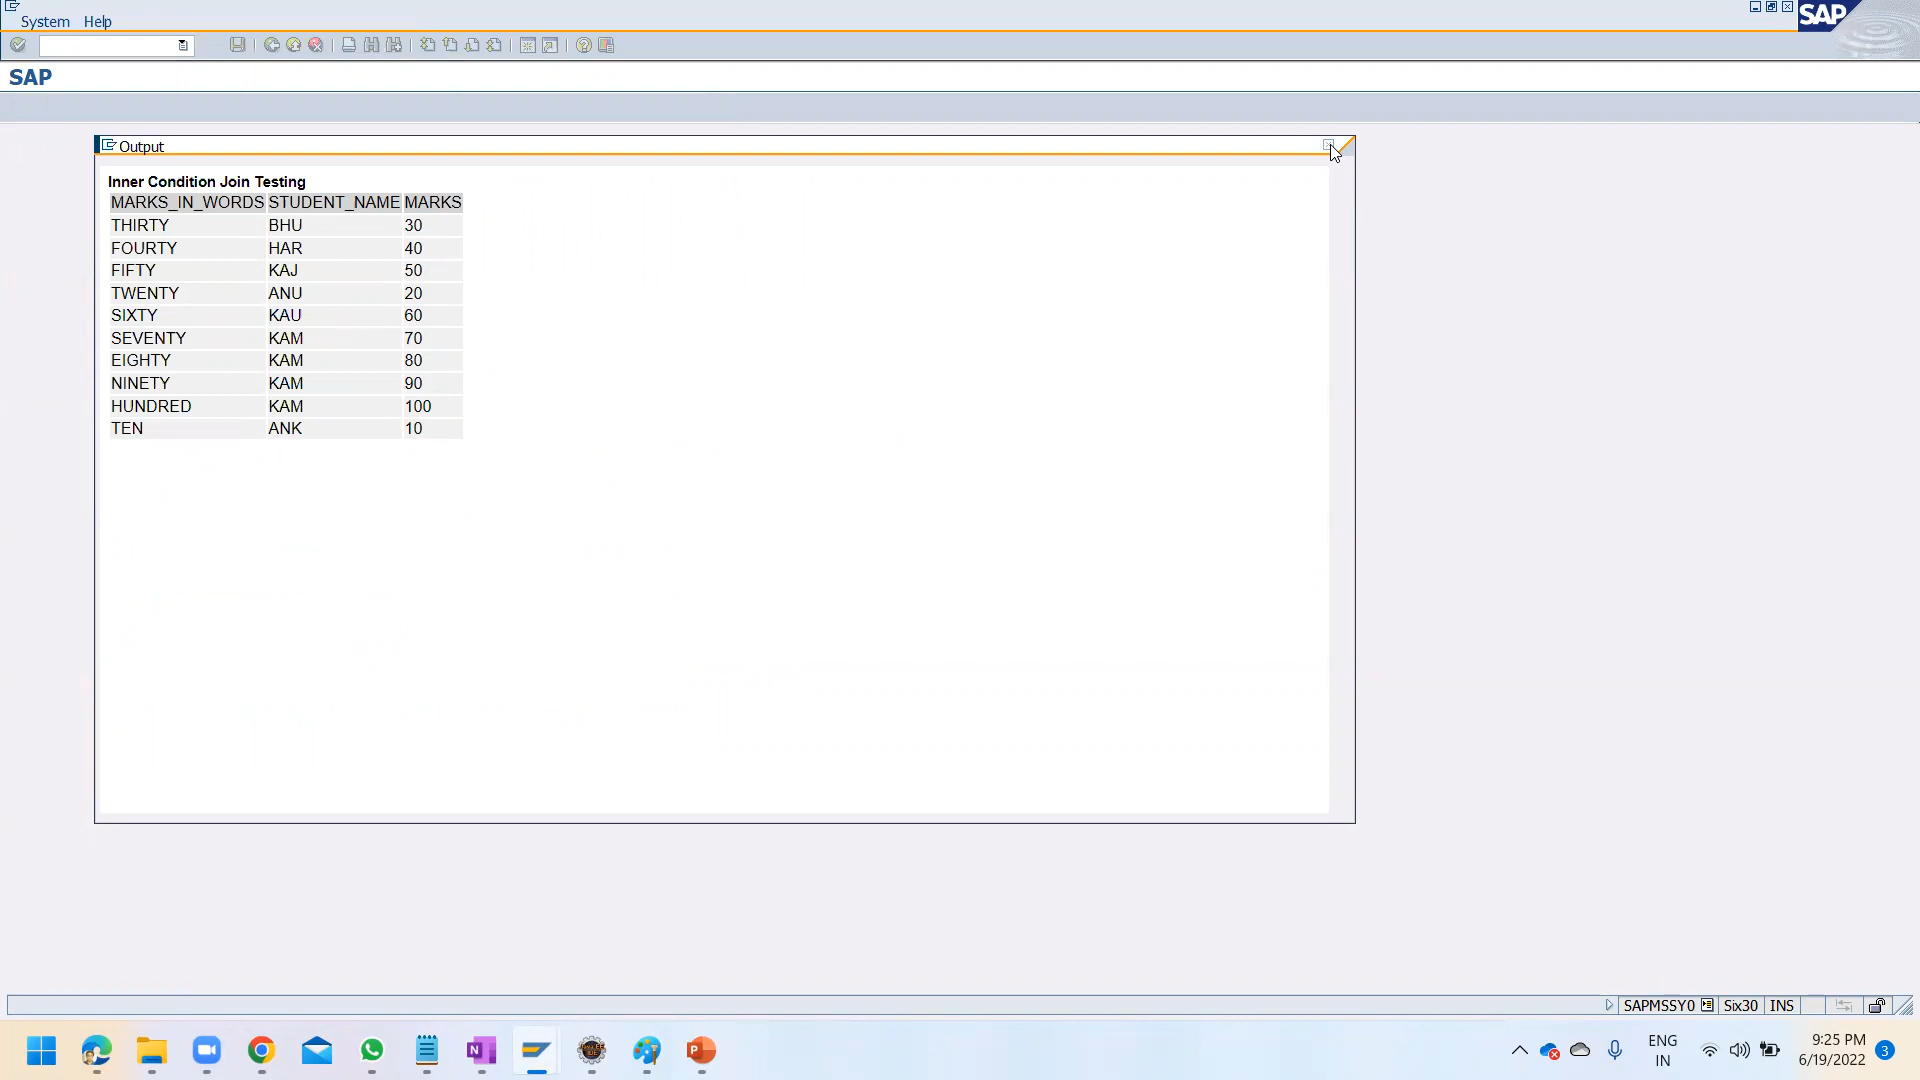 System Help
SAP
SAP
Output
Inner Condition Join Testing
MARKS_IN_WORDS STUDENT_NAME MARKS
THIRTY BHU 30
FOURTY HAR 40
FIFTY KAJ 50
TWENTY ANU 20
SIXTY KAU 60
SEVENTY KAM 70
EIGHTY KAM 80
NINETY KAM 90
HUNDRED KAM 100
TEN ANK 10
SAPMSSY0 Six30 INS
ENG
IN
9:25 PM
6/19/2022
3